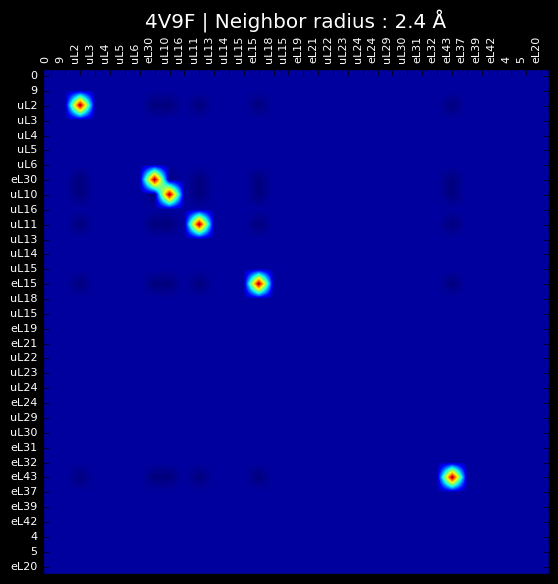 4V9F | Neighbor radius : 2.4 Å
0 9 uL2 uL3 uL4 uL5 uL6 eL30 uL10 uL16 uL11 uL13 uL14 uL15 eL15 uL18 uL15 eL19 eL21 uL22 uL23 uL24 eL24 uL29 uL30 eL31 eL32 eL43 eL37 eL39 eL42 4 5 eL20
0
9
uL2
uL3
uL4
uL5
uL6
eL30
uL10
uL16
uL11
uL13
uL14
uL15
eL15
uL18
uL15
eL19
eL21
uL22
uL23
uL24
eL24
uL29
uL30
eL31
eL32
eL43
eL37
eL39
eL42
4
5
eL20